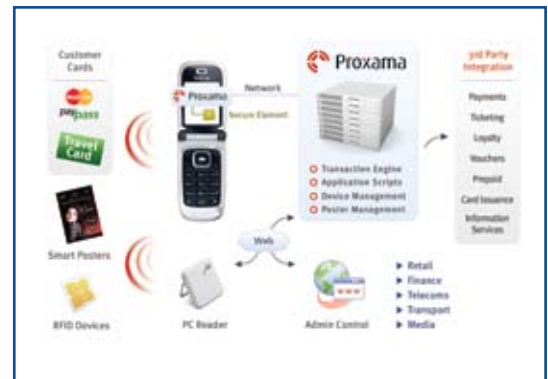 Customer
Cards
PayPass
Travel
Card
Smart Posters
RFID Devices
Proxama
Network
Secure Element
PC Reader
Web
Proxama
Transaction Engine
Application Scripts
Device Management
Poster Management
Admin Control
Retail
Finance
Telecoms
Transport
Media
3rd Party
Integration
Payments
Ticketing
Loyalty
Vouchers
Prepaid
Card Issuance
Information
Services